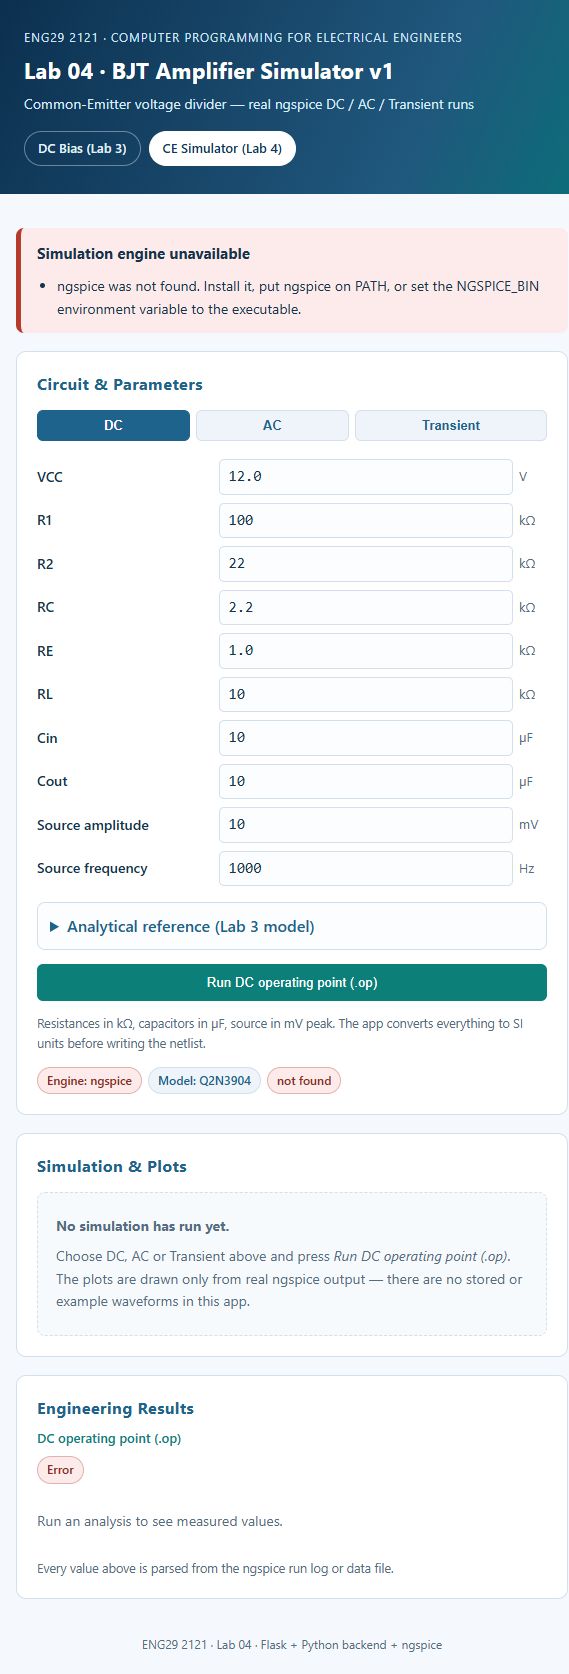 ENG29 2121 · COMPUTER PROGRAMMING FOR ELECTRICAL ENGINEERS
Lab 04 · BJT Amplifier Simulator v1
Common-Emitter voltage divider — real ngspice DC / AC / Transient runs
DC Bias (Lab 3)
CE Simulator (Lab 4)
Simulation engine unavailable
• ngspice was not found. Install it, put ngspice on PATH, or set the NGSPICE_BIN
environment variable to the executable.
Circuit & Parameters
DC
AC
Transient
VCC 12.0 V
R1 100 kΩ
R2 22 kΩ
RC 2.2 kΩ
RE 1.0 kΩ
RL 10 kΩ
Cin 10 µF
Cout 10 µF
Source amplitude 10 mV
Source frequency 1000 Hz
▶ Analytical reference (Lab 3 model)
Run DC operating point (.op)
Resistances in kΩ, capacitors in µF, source in mV peak. The app converts everything to SI
units before writing the netlist.
Engine: ngspice
Model: Q2N3904
not found
Simulation & Plots
No simulation has run yet.
Choose DC, AC or Transient above and press Run DC operating point (.op).
The plots are drawn only from real ngspice output — there are no stored or
example waveforms in this app.
Engineering Results
DC operating point (.op)
Error
Run an analysis to see measured values.
Every value above is parsed from the ngspice run log or data file.
ENG29 2121 · Lab 04 · Flask + Python backend + ngspice